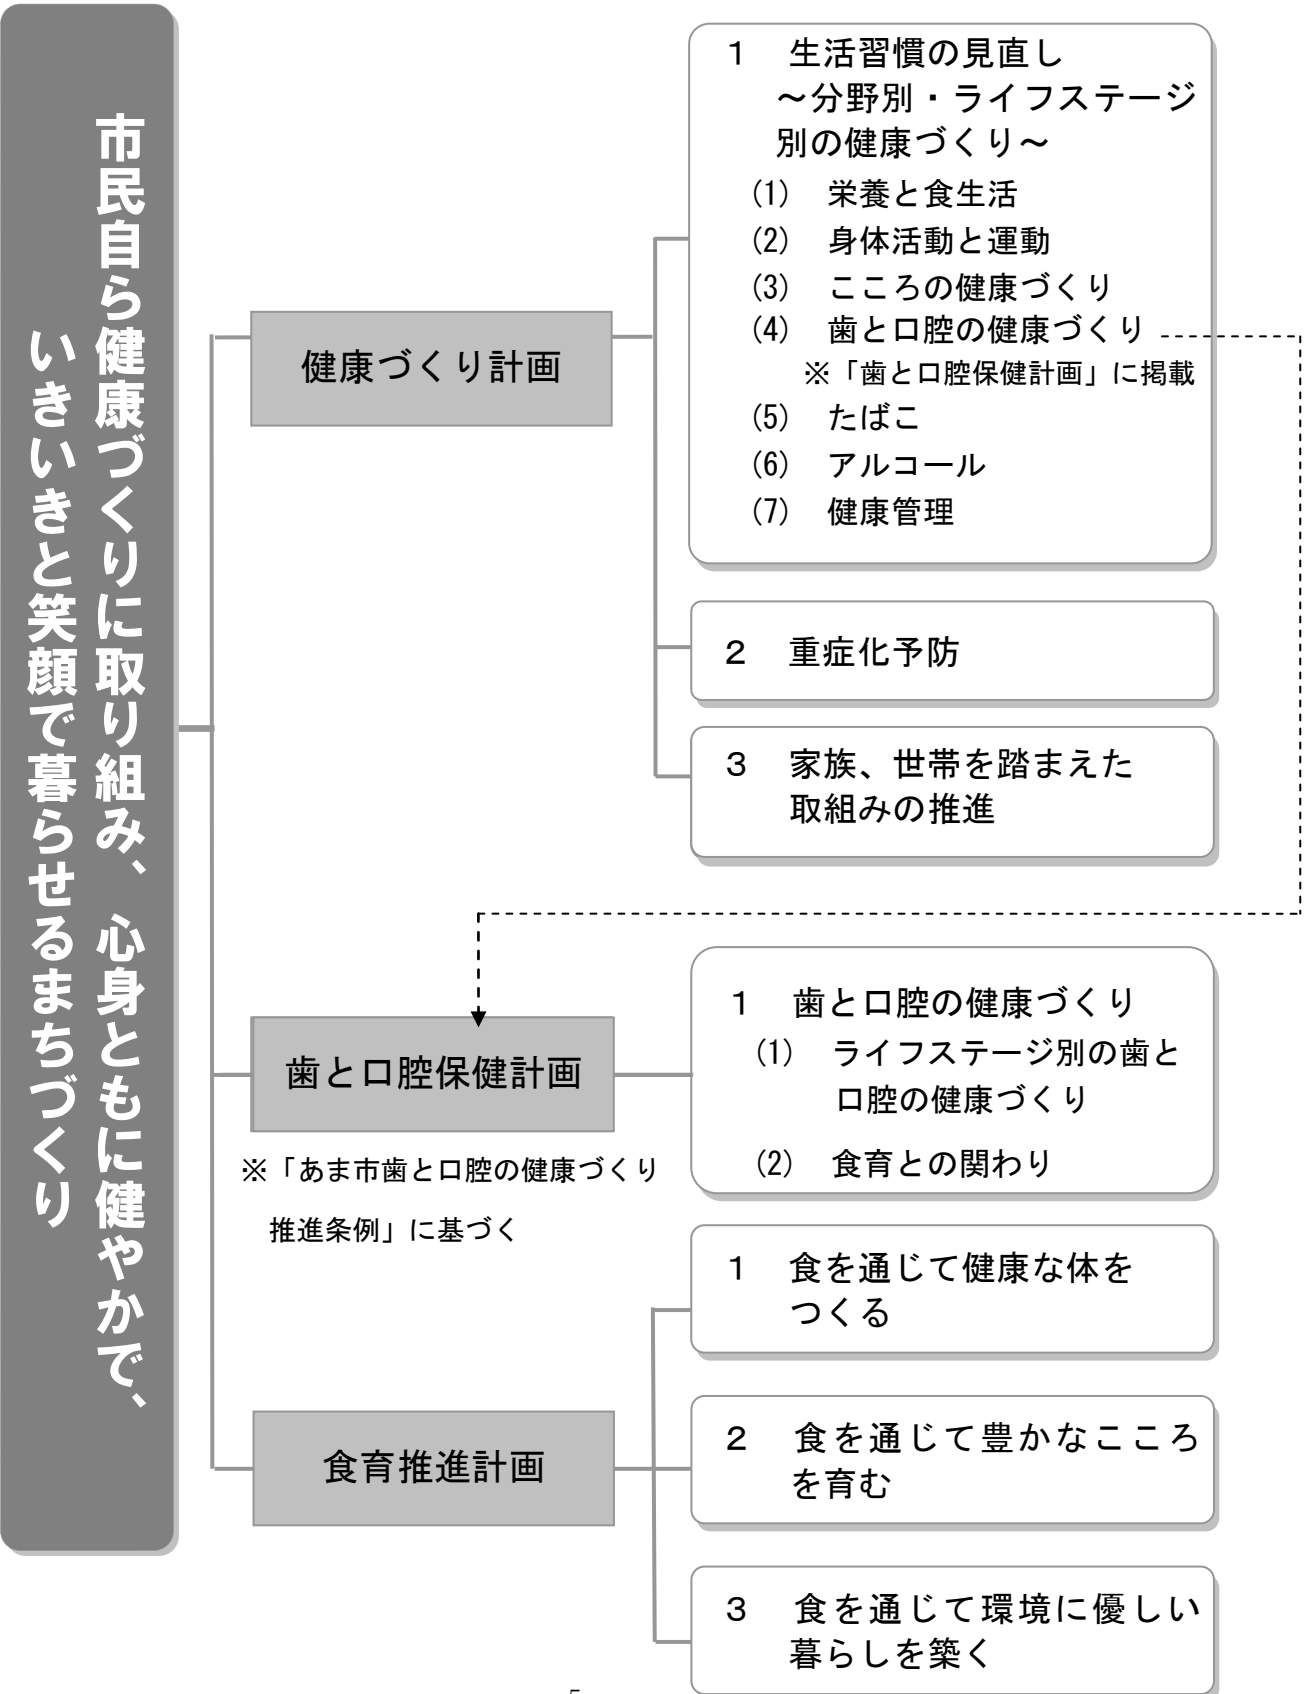 市民自ら健康づくりに取り組み、 心身ともに健やかで、
いきいきと笑顔で暮らせるまちづくり
健康づくり計画
1 生活習慣の見直し
～分野別・ライフステージ
別の健康づくり～
(1) 栄養と食生活
(2) 身体活動と運動
(3) こころの健康づくり
(4) 歯と口腔の健康づくり
※「歯と口腔保健計画」に掲載
(5) たばこ
(6) アルコール
(7) 健康管理
2 重症化予防
3 家族、世帯を踏まえた
取組みの推進
歯と口腔保健計画
※「あま市歯と口腔の健康づくり
推進条例」に基づく
1 歯と口腔の健康づくり
(1) ライフステージ別の歯と
口腔の健康づくり
(2) 食育との関わり
食育推進計画
1 食を通じて健康な体を
つくる
2 食を通じて豊かなこころ
を育む
3 食を通じて環境に優しい
暮らしを築く